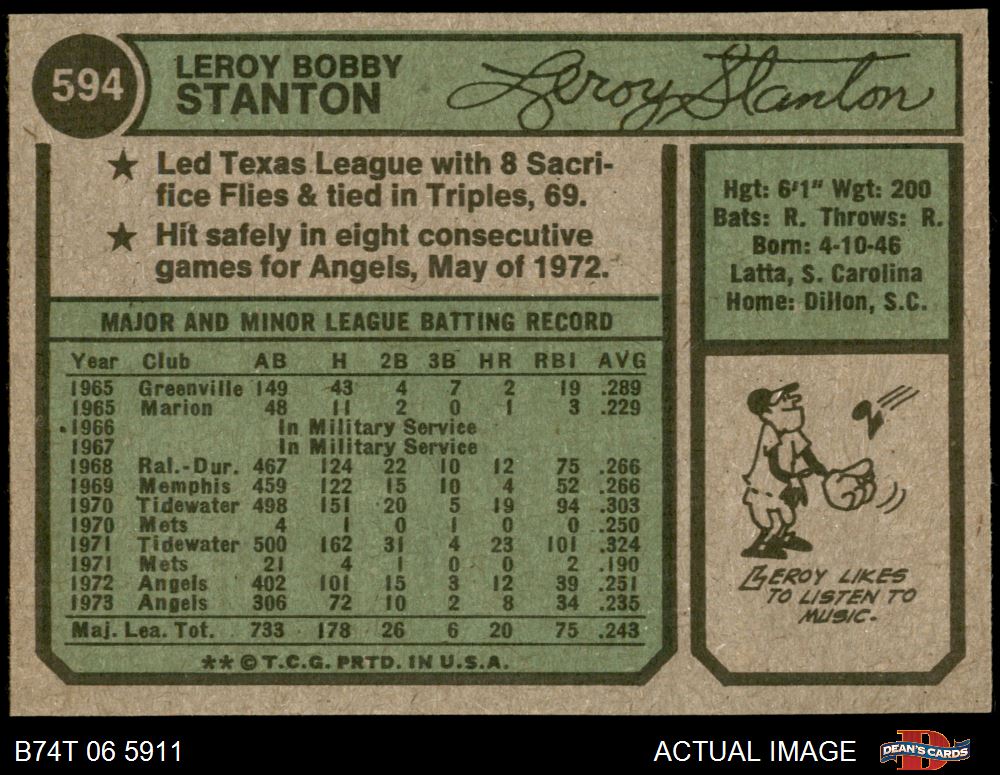 594
LEROY BOBBY
STANTON
Leroy Stanton
★ Led Texas League with 8 Sacri-
fice Flies & tied in Triples, 69.
★ Hit safely in eight consecutive
games for Angels, May of 1972.
Hgt: 6'1" Wgt: 200
Bats: R. Throws: R.
Born: 4-10-46
Latta, S. Carolina
Home: Dillon, S.C.
MAJOR AND MINOR LEAGUE BATTING RECORD
Year Club AB H 2B 3B HR RBI AVG
1965 Greenville 149 43 4 7 2 19 .289
1965 Marion 48 11 2 0 1 3 .229
1966 In Military Service
1967 In Military Service
1968 Ral.-Dur. 467 124 22 10 12 75 .266
1969 Memphis 459 122 15 10 4 52 .266
1970 Tidewater 498 151 20 5 19 94 .303
1970 Mets 4 1 0 1 0 0 .250
1971 Tidewater 500 162 31 4 23 101 .324
1971 Mets 21 4 1 0 0 2 .190
1972 Angels 402 101 15 3 12 39 .251
1973 Angels 306 72 10 2 8 34 .235
Maj. Lea. Tot. 733 178 26 6 20 75 .243
** © T.C.G. PRTD. IN U.S.A.
LEROY LIKES
TO LISTEN TO
MUSIC.
B74T 06 5911
ACTUAL IMAGE
DEAN'S CARDS